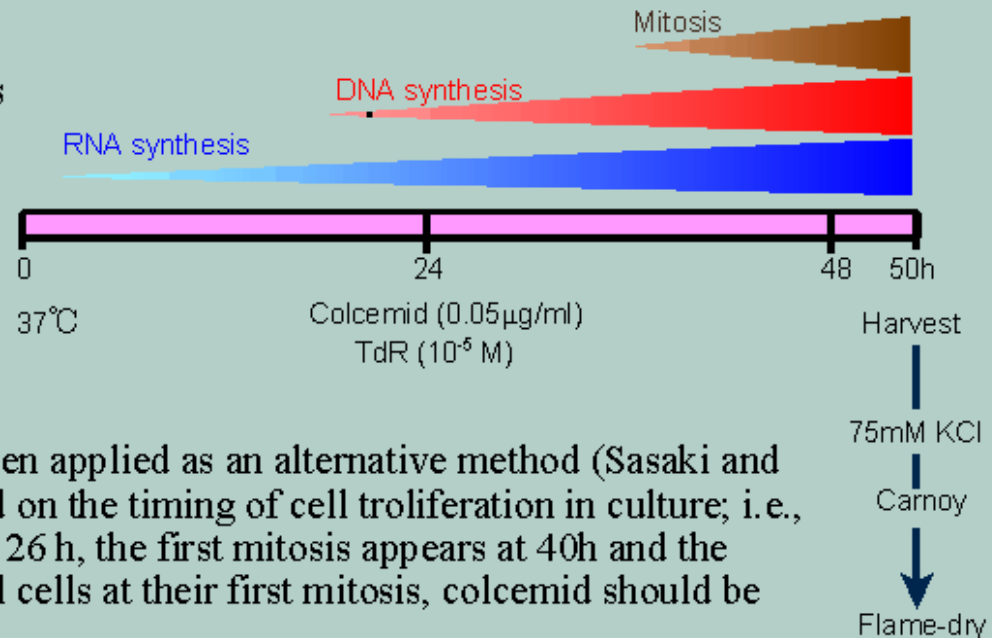 Mitosis
s
DNA synthesis
RNA synthesis
0 24 48 50h
37℃ Colcemid (0.05μg/ml) Harvest
TdR (10⁻⁵ M)
75mM KCl
en applied as an alternative method (Sasaki and
Carnoy
d on the timing of cell troliferation in culture; i.e.,
26 h, the first mitosis appears at 40h and the
l cells at their first mitosis, colcemid should be
Flame-dry